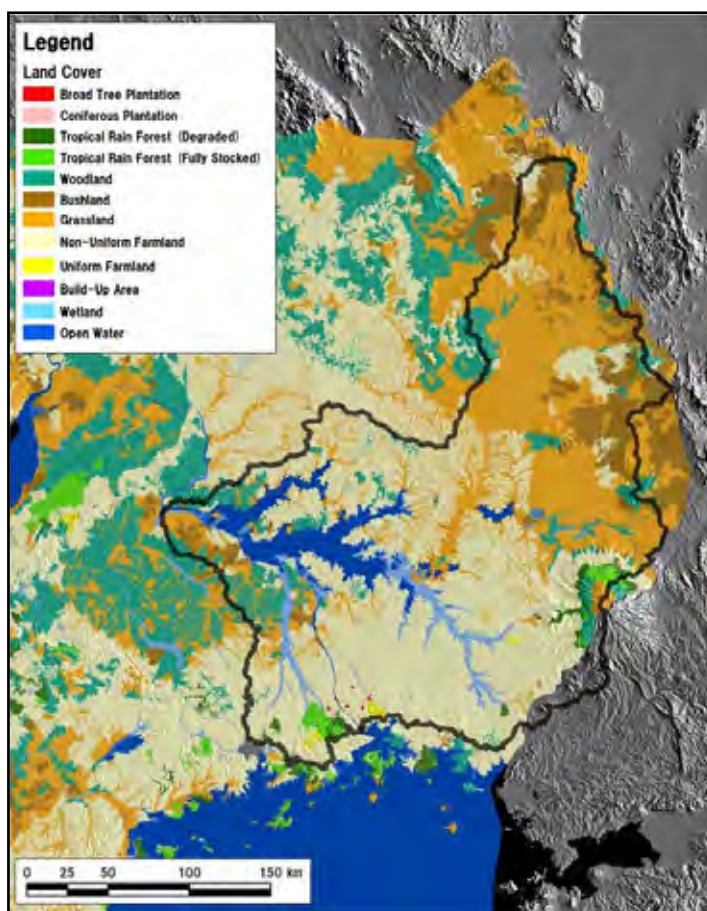 Legend
Land Cover
Broad Tree Plantation
Coniferous Plantation
Tropical Rain Forest (Degraded)
Tropical Rain Forest (Fully Stocked)
Woodland
Bushland
Grassland
Non-Uniform Farmland
Uniform Farmland
Build-Up Area
Wetland
Open Water
0 25 50 100 150 km